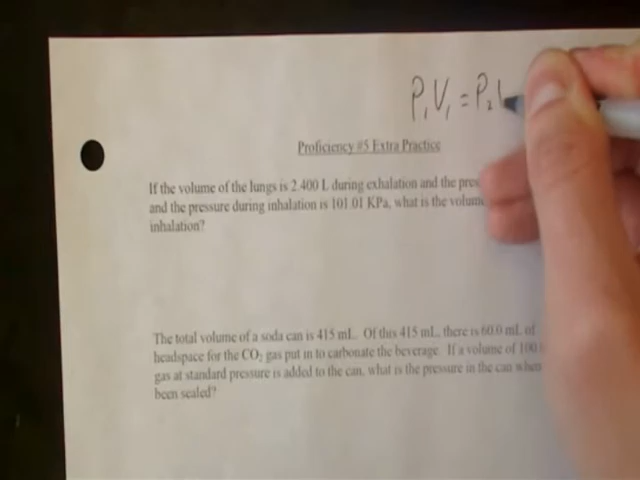 P₁V₁ = P₂
Proficiency #5 Extra Practice
If the volume of the lungs is 2.400 L during exhalation and the
and the pressure during inhalation is 101.01 KPa, what is the volume
inhalation?
The total volume of a soda can is 415 mL. Of this 415 mL, there is 60.0 mL of
headspace for the CO₂ gas put in to carbonate the beverage. If a volume of 100
gas at standard pressure is added to the can, what is the pressure in the can when
been sealed?